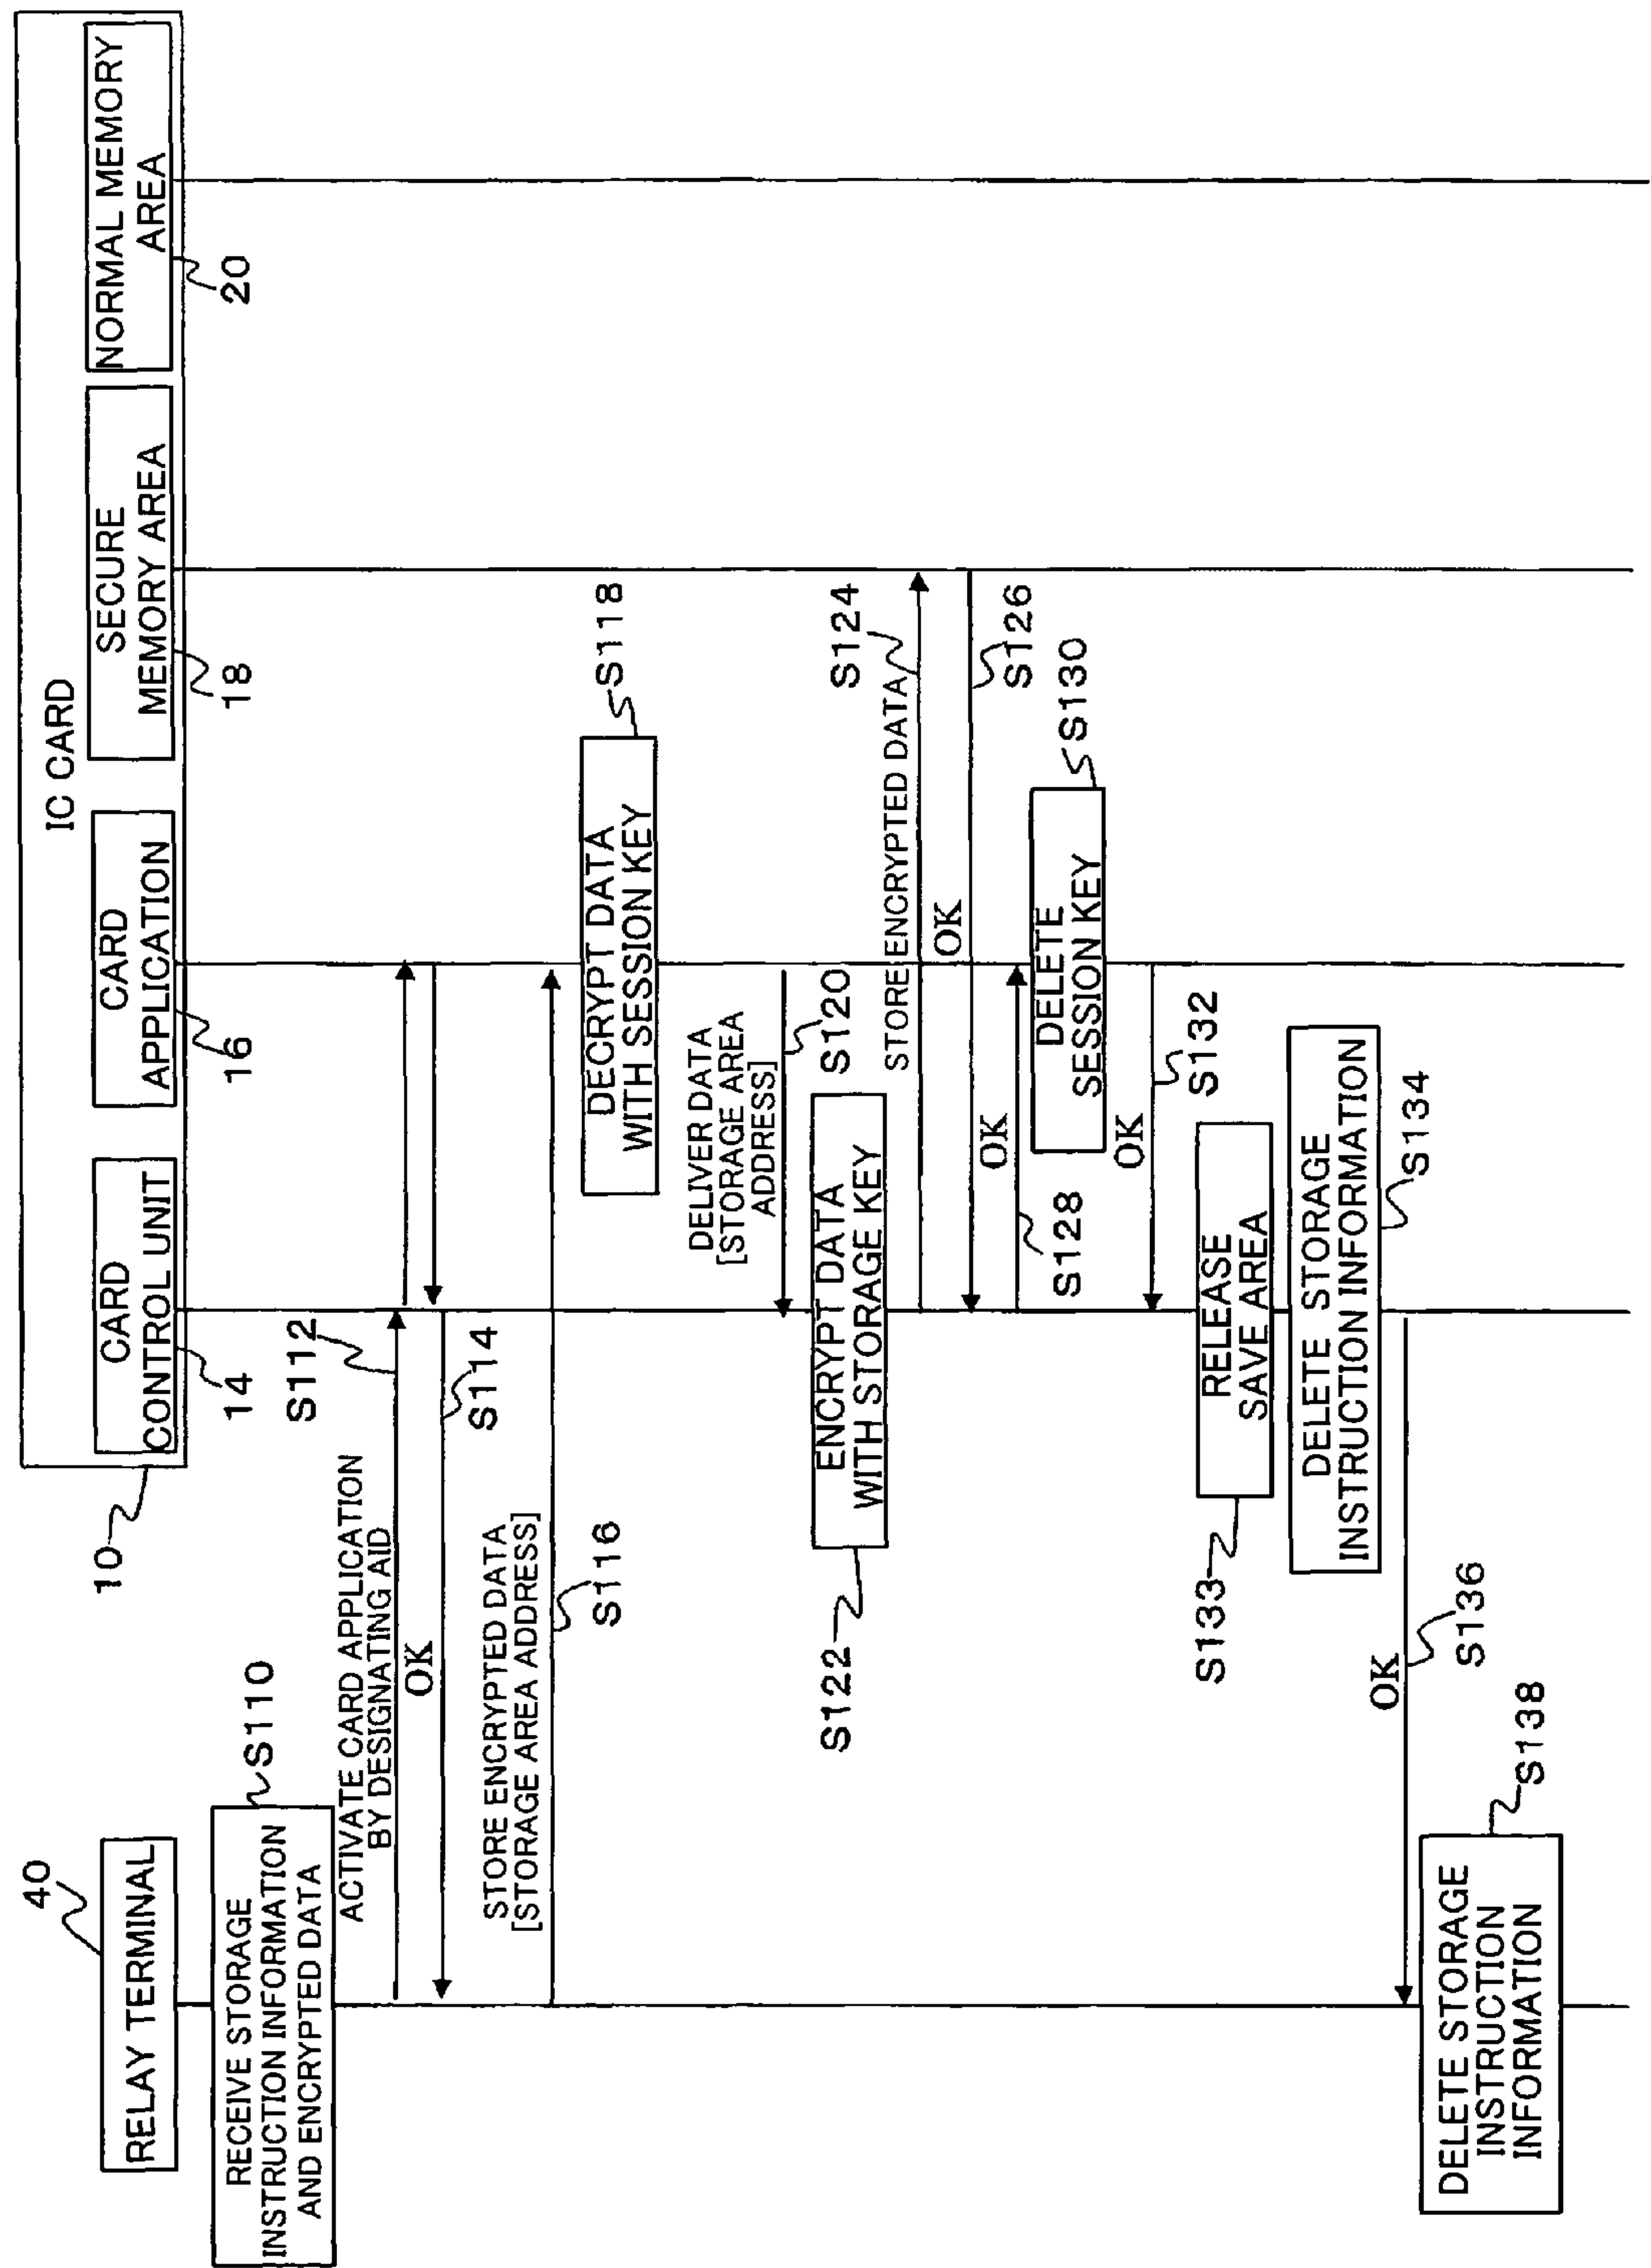 IC CARD
RELAY TERMINAL
40
CARD
CONTROL UNIT
14
CARD
APPLICATION
16
SECURE
MEMORY AREA
18
NORMAL MEMORY
AREA
20
10
RECEIVE STORAGE
INSTRUCTION INFORMATION
AND ENCRYPTED DATA
S110
ACTIVATE CARD APPLICATION
BY DESIGNATING AID
S112
OK
S114
STORE ENCRYPTED DATA
[STORAGE AREA ADDRESS]
S116
DECRYPT DATA
WITH SESSION KEY
S118
DELIVER DATA
[STORAGE AREA
ADDRESS]
S120
ENCRYPT DATA
WITH STORAGE KEY
S122
STORE ENCRYPTED DATA
S124
OK
S126
OK
S128
DELETE
SESSION KEY
S130
OK
S132
RELEASE
SAVE AREA
S133
DELETE STORAGE
INSTRUCTION INFORMATION
S134
OK
S136
DELETE STORAGE
INSTRUCTION
INFORMATION
S138